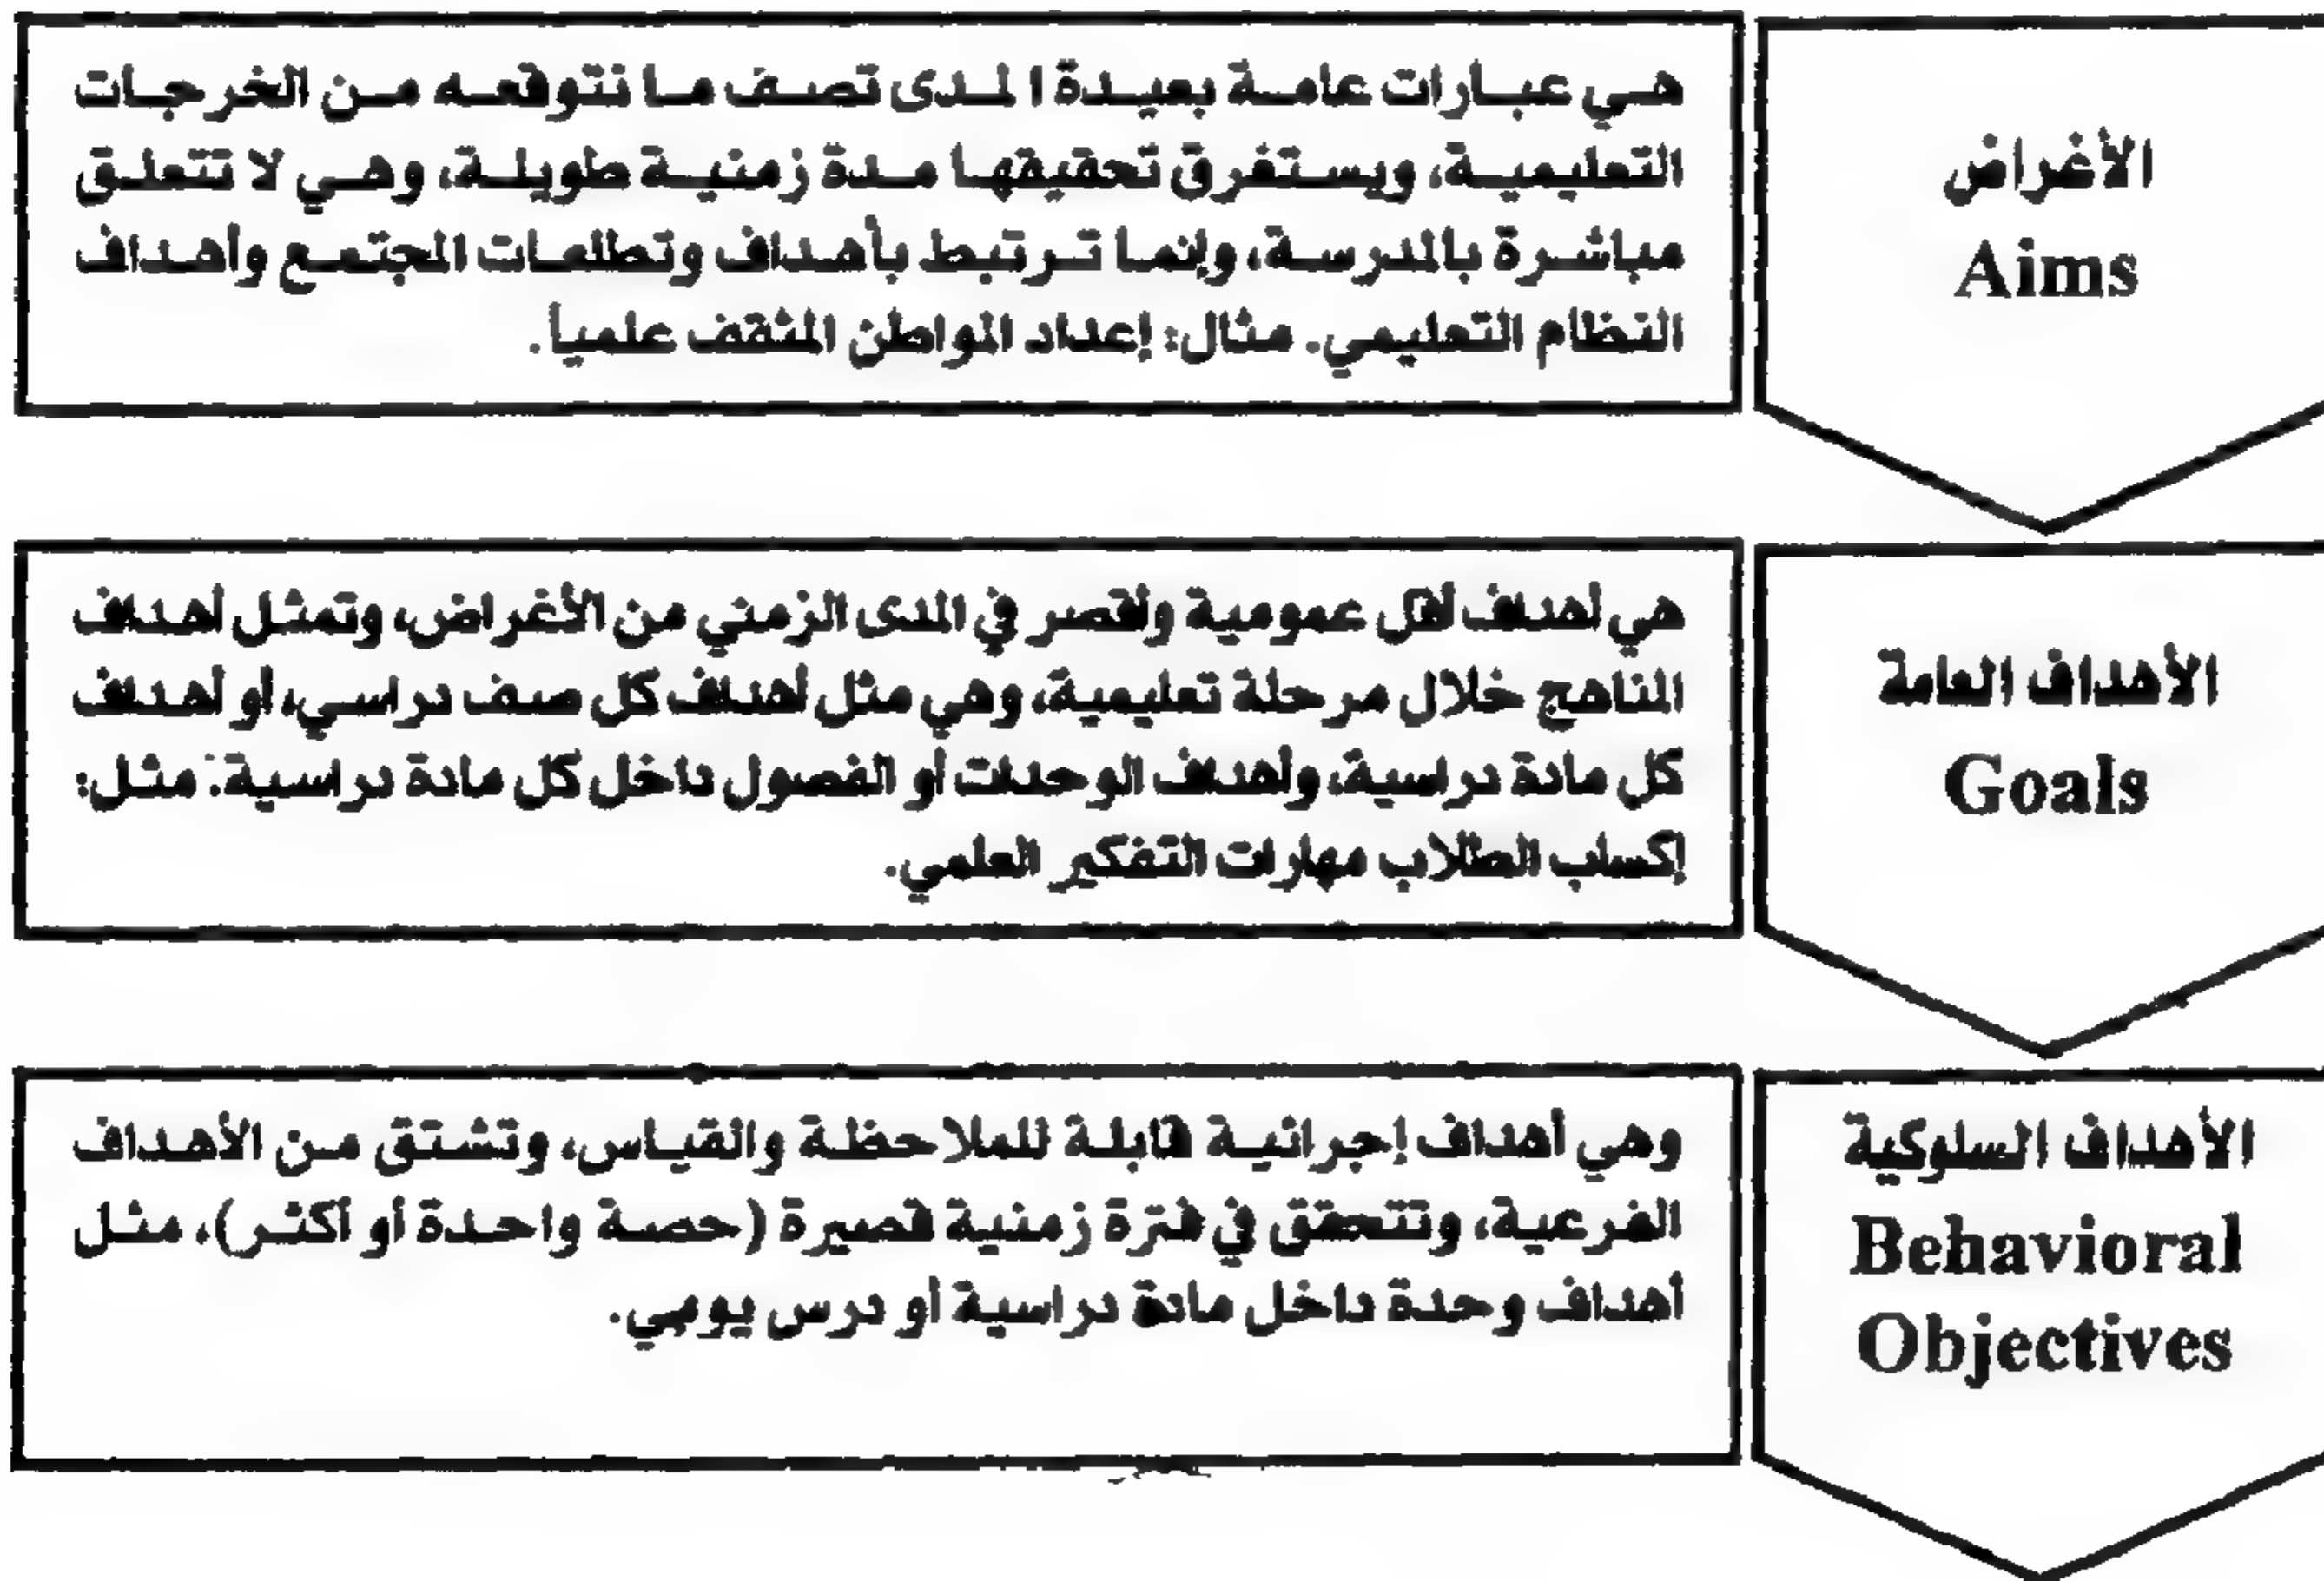 الأغراض
Aims
هي عبارات عامة بعيدة المدى تصف ما نتوقعه من الخرجات
التعليمية، ويستغرق تحقيقها مدة زمنية طويلة، وهي لا تتعلق
مباشرة بالمدرسة، وإنما ترتبط بأهداف وتطلعات المجتمع وأهداف
النظام التعليمي. مثال: إعداد المواطن المثقف علمياً.
الأهداف العامة
Goals
هي أهداف أقل عمومية وأقصر في المدى الزمني من الأغراض، وتمثل أهداف
المناهج خلال مرحلة تعليمية، وهي مثل أهداف كل صف دراسي، أو أهداف
كل مادة دراسية، وأهداف الوحدات أو الفصول داخل كل مادة دراسية. مثل:
إكساب الطلاب مهارات التفكير العلمي.
الأهداف السلوكية
Behavioral
Objectives
وهي أهداف إجرائية قابلة للملاحظة والقياس، وتشتق من الأهداف
الفرعية، وتتحقق في فترة زمنية قصيرة (حصة واحدة أو أكثر)، مثل
أهداف وحدة داخل مادة دراسية أو درس يومي.